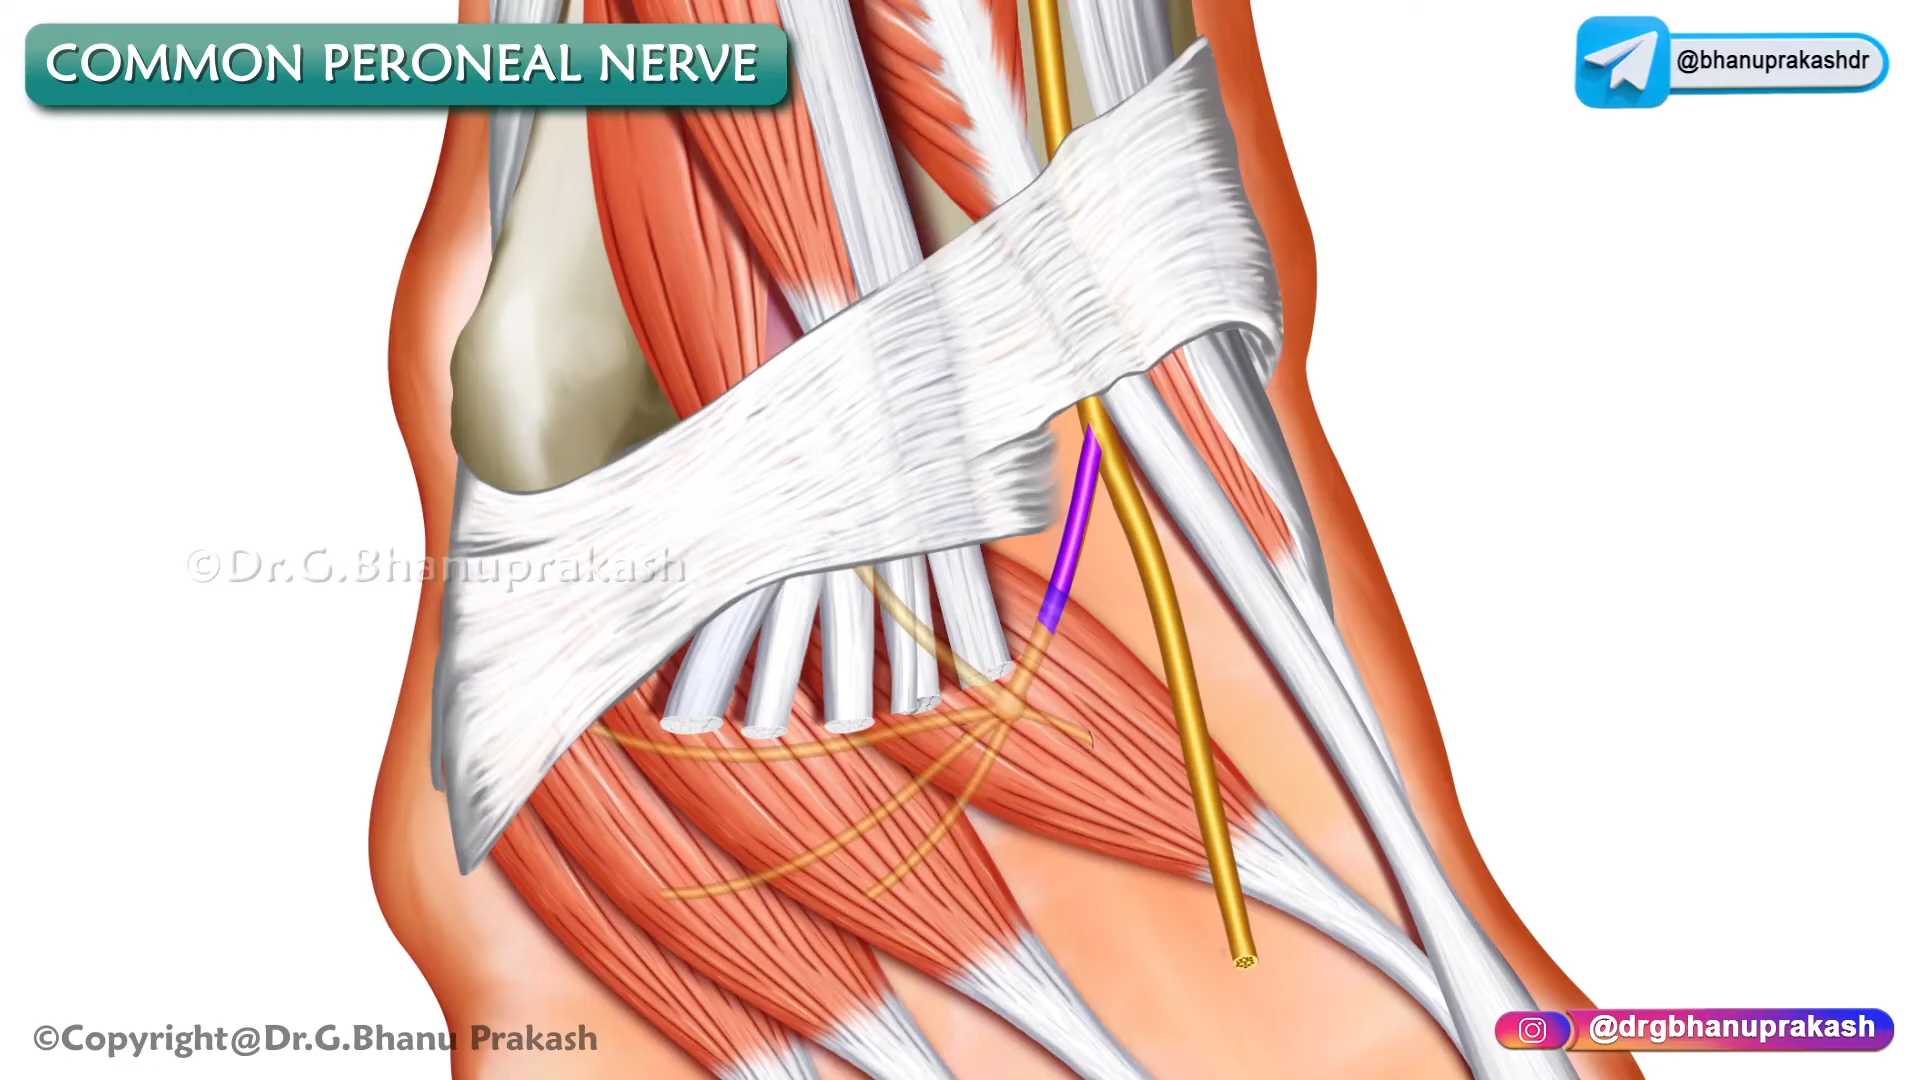 COMMON PERONEAL NERVE
@bhanuprakashdr
©Dr.G.Bhanuprakash
©Copyright@Dr.G.Bhanu Prakash
@drgbhanuprakash